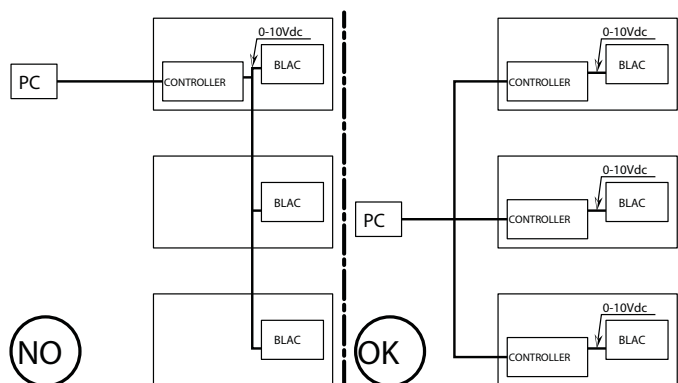 0-10Vdc
BLAC
PC
CONTROLLER
BLAC
BLAC
NO
0-10Vdc
BLAC
CONTROLLER
0-10Vdc
BLAC
PC
CONTROLLER
0-10Vdc
BLAC
CONTROLLER
OK